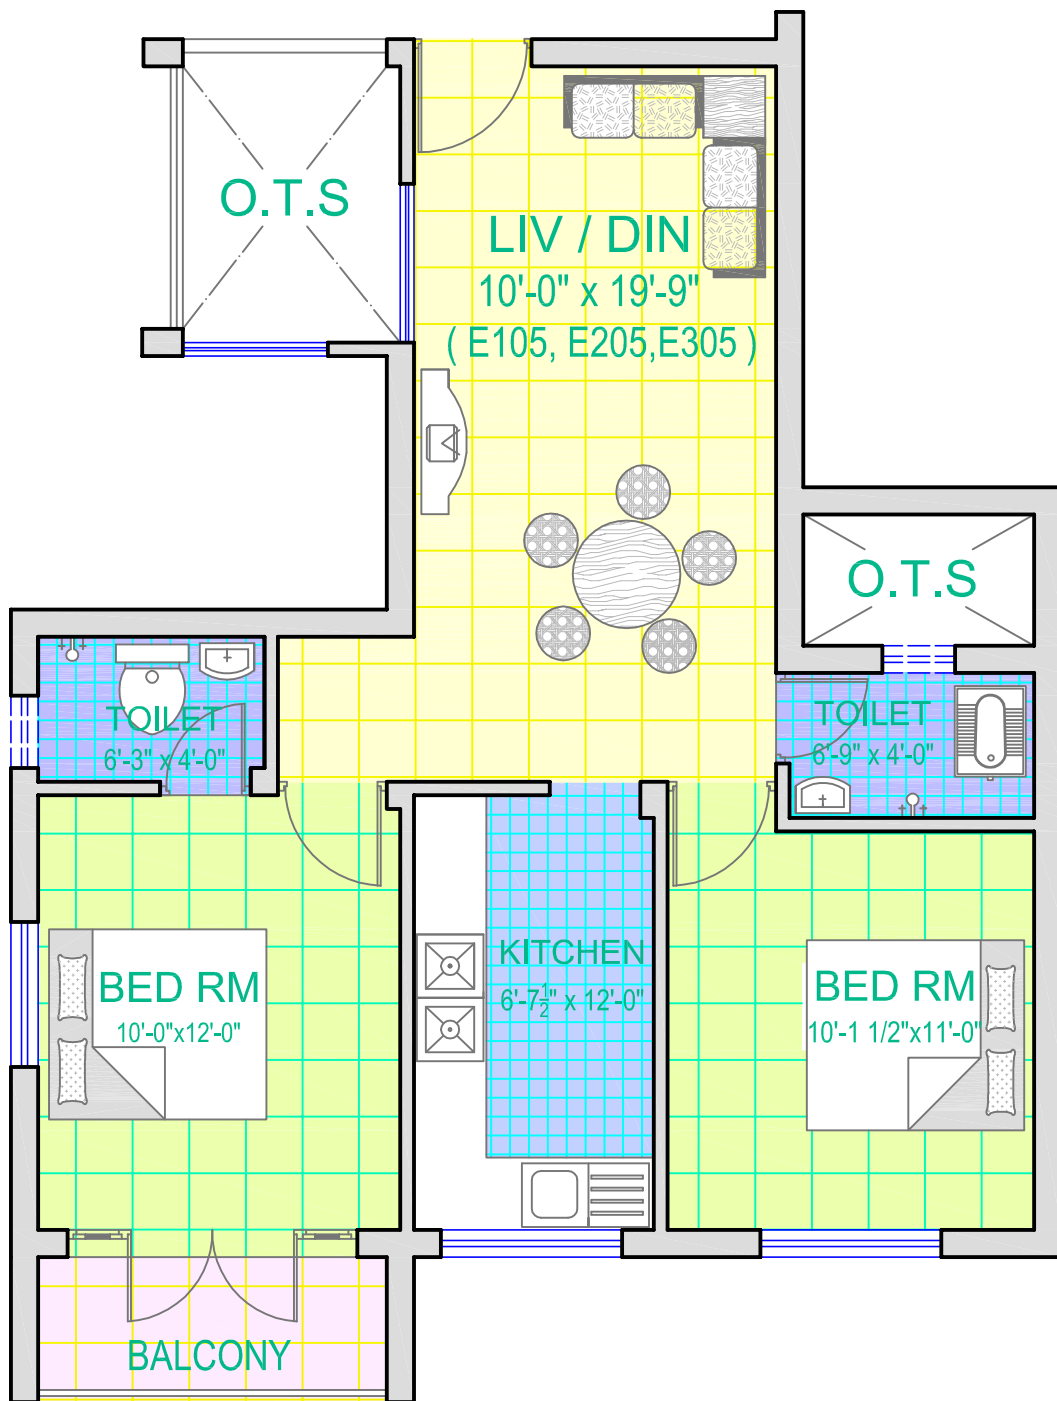 O.T.S
LIV / DIN
10'-0" x 19'-9"
( E105, E205,E305 )
O.T.S
TOILET
6'-3" x 4'-0"
TOILET
6'-9" x 4'-0"
KITCHEN
6'-7½" x 12'-0"
BED RM
10'-0"x12'-0"
BED RM
10'-1 1/2"x11'-0"
BALCONY